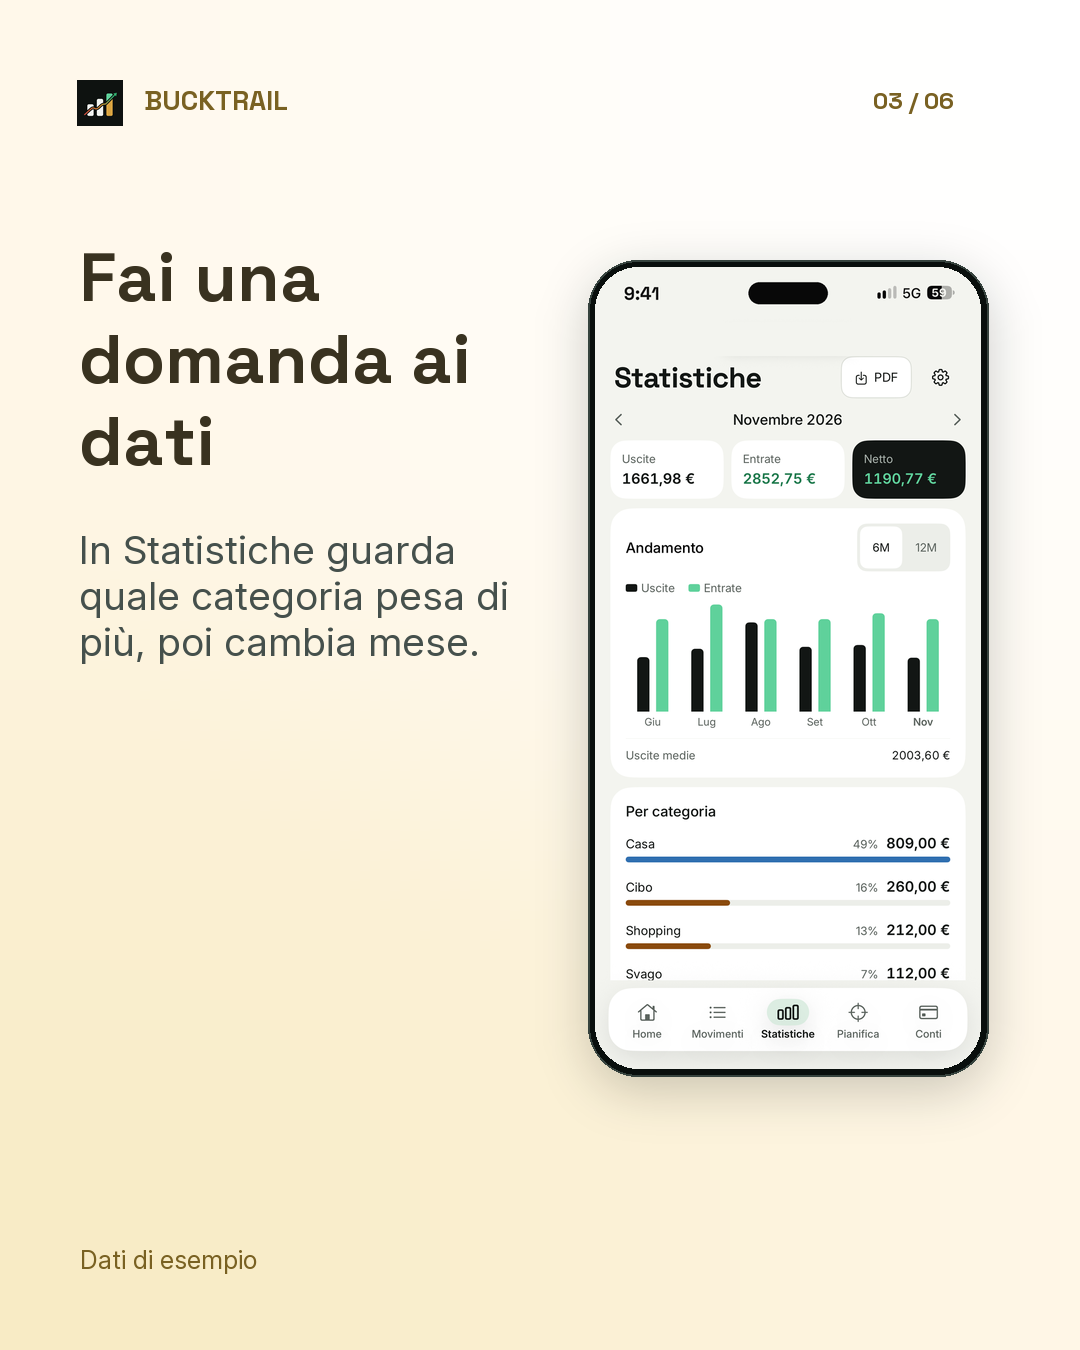 BUCKTRAIL
03 / 06
Fai una
domanda ai
dati
In Statistiche guarda
quale categoria pesa di
più, poi cambia mese.
9:41
5G
59
Statistiche
PDF
Novembre 2026
Uscite
1661,98 €
Entrate
2852,75 €
Netto
1190,77 €
Andamento
6M
12M
Uscite
Entrate
Giu
Lug
Ago
Set
Ott
Nov
Uscite medie
2003,60 €
Per categoria
Casa
49%
809,00 €
Cibo
16%
260,00 €
Shopping
13%
212,00 €
Svago
7%
112,00 €
Home
Movimenti
Statistiche
Pianifica
Conti
Dati di esempio